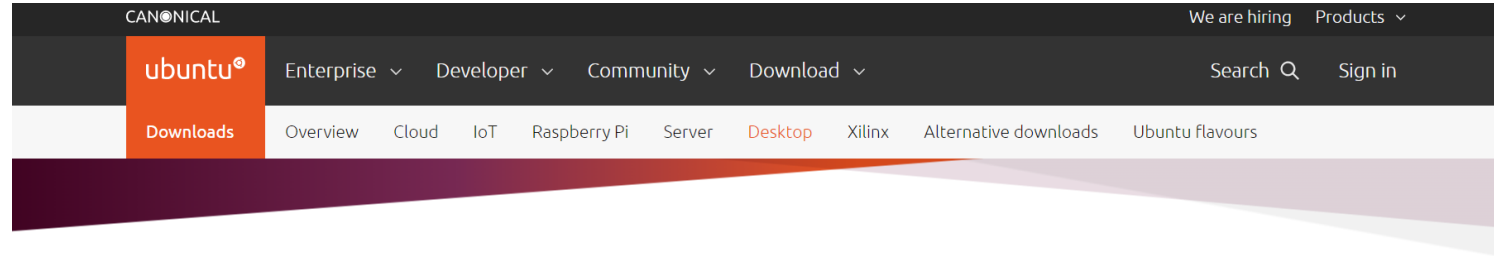 CANONICAL We are hiring Products
ubuntu Enterprise Developer Community Download Search Sign in
Downloads Overview Cloud IoT Raspberry Pi Server Desktop Xilinx Alternative downloads Ubuntu flavours